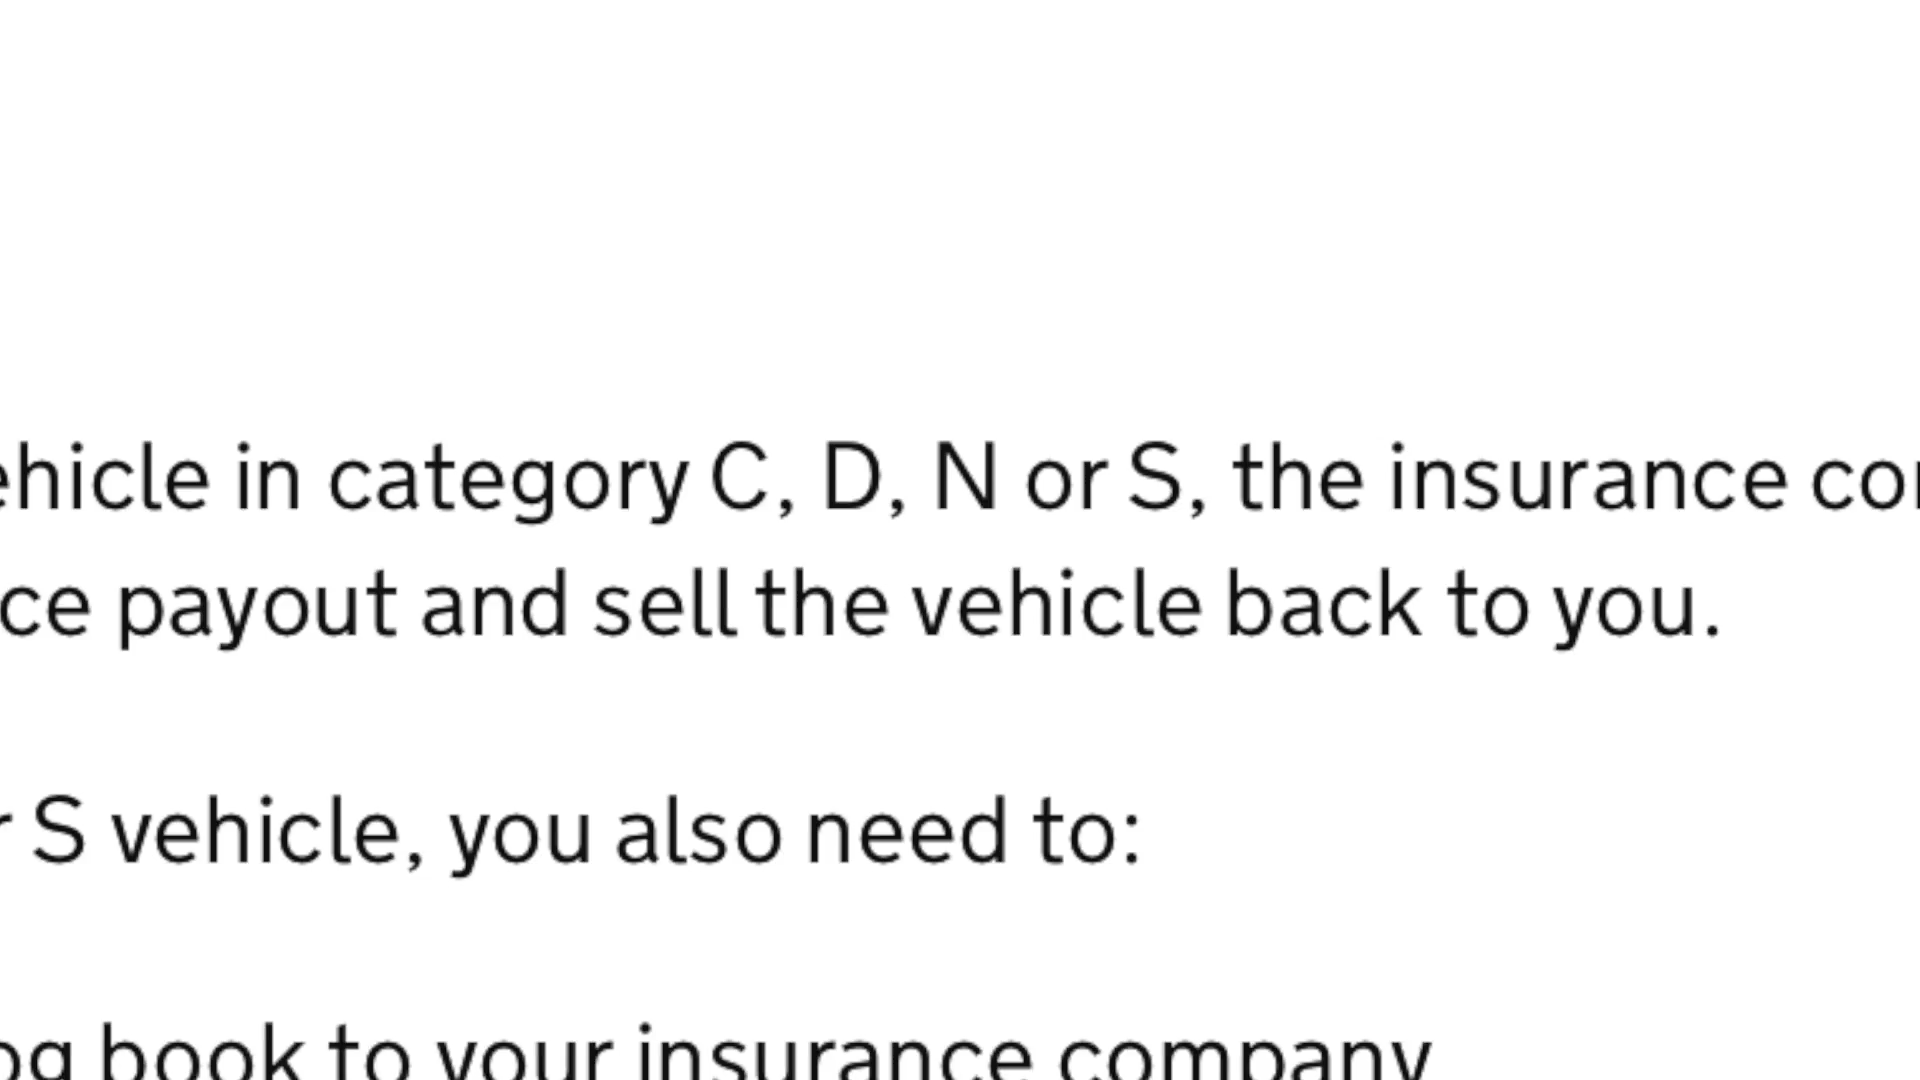 ehicle in category C, D, N or S, the insurance cor
ce payout and sell the vehicle back to you.
r S vehicle, you also need to:
og book to your insurance company